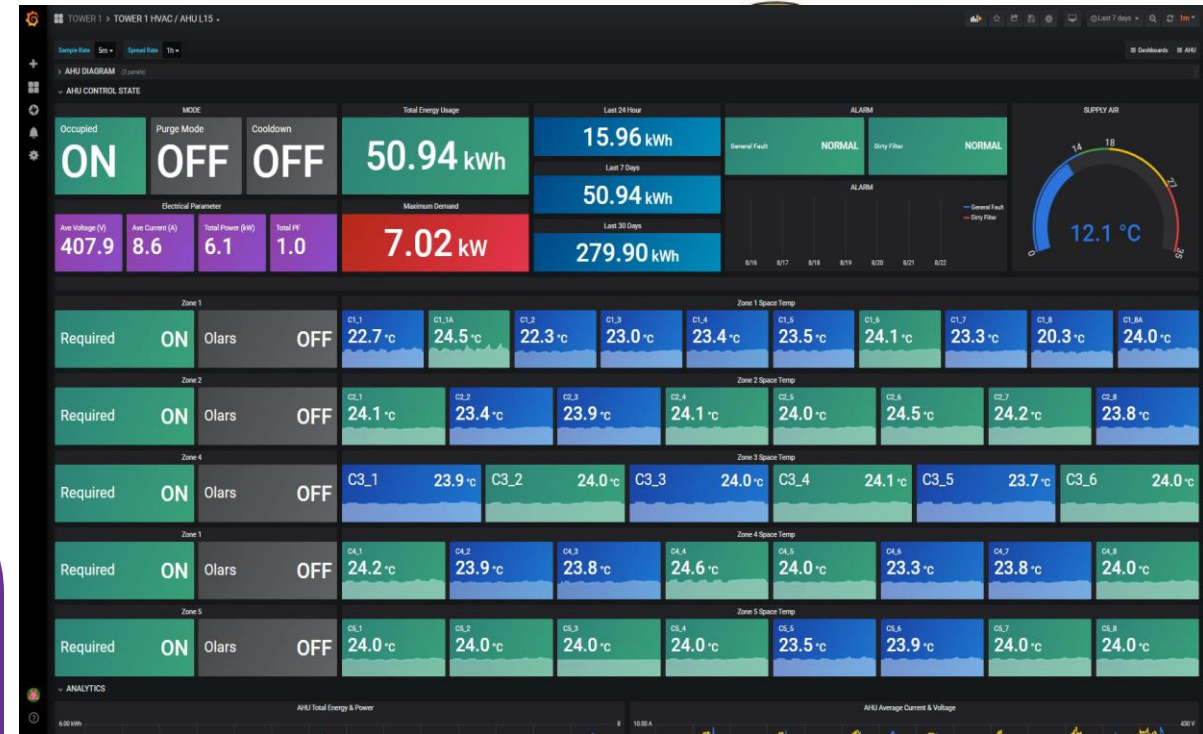 TOWER 1 > TOWER 1 HVAC / AHU L15
Last 7 days 1m
Sample Rate 5m Spread Rate 1h
Dashboards AHU
AHU DIAGRAM (3 panels)
AHU CONTROL STATE
MODE
Occupied
ON
Purge Mode
OFF
Cooldown
OFF
Total Energy Usage
50.94 kWh
Last 24 Hour
15.96 kWh
Last 7 Days
50.94 kWh
Last 30 Days
279.90 kWh
ALARM
General Fault NORMAL
Dirty Filter NORMAL
ALARM
General Fault
Dirty Filter
8/16 8/17 8/18 8/19 8/20 8/21 8/22
SUPPLY AIR
0 14 18 27 35
12.1 °C
Electrical Parameter
Ave Voltage (V)
407.9
Ave Current (A)
8.6
Total Power (kW)
6.1
Total PF
1.0
Maximum Demand
7.02 kW
Zone 1
Required ON
Olars OFF
Zone 1 Space Temp
C1_1
22.7 °C
C1_1A
24.5 °C
C1_2
22.3 °C
C1_3
23.0 °C
C1_4
23.4 °C
C1_5
23.5 °C
C1_6
24.1 °C
C1_7
23.3 °C
C1_8
20.3 °C
C1_8A
24.0 °C
Zone 2
Required ON
Olars OFF
Zone 2 Space Temp
C2_1
24.1 °C
C2_2
23.4 °C
C2_3
23.9 °C
C2_4
24.1 °C
C2_5
24.0 °C
C2_6
24.5 °C
C2_7
24.2 °C
C2_8
23.8 °C
Zone 4
Required ON
Olars OFF
Zone 3 Space Temp
C3_1 23.9 °C
C3_2 24.0 °C
C3_3 24.0 °C
C3_4 24.1 °C
C3_5 23.7 °C
C3_6 24.0 °C
Zone 1
Required ON
Olars OFF
Zone 4 Space Temp
C4_1
24.2 °C
C4_2
23.9 °C
C4_3
23.8 °C
C4_4
24.6 °C
C4_5
24.0 °C
C4_6
23.3 °C
C4_7
23.8 °C
C4_8
24.0 °C
Zone 5
Required ON
Olars OFF
Zone 5 Space Temp
C5_1
24.0 °C
C5_2
24.0 °C
C5_3
24.0 °C
C5_4
24.0 °C
C5_5
23.5 °C
C5_6
23.9 °C
C5_7
24.0 °C
C5_8
24.0 °C
ANALYTICS
AHU Total Energy & Power
6.00 kWh 8
AHU Average Current & Voltage
10.00 A 430 V